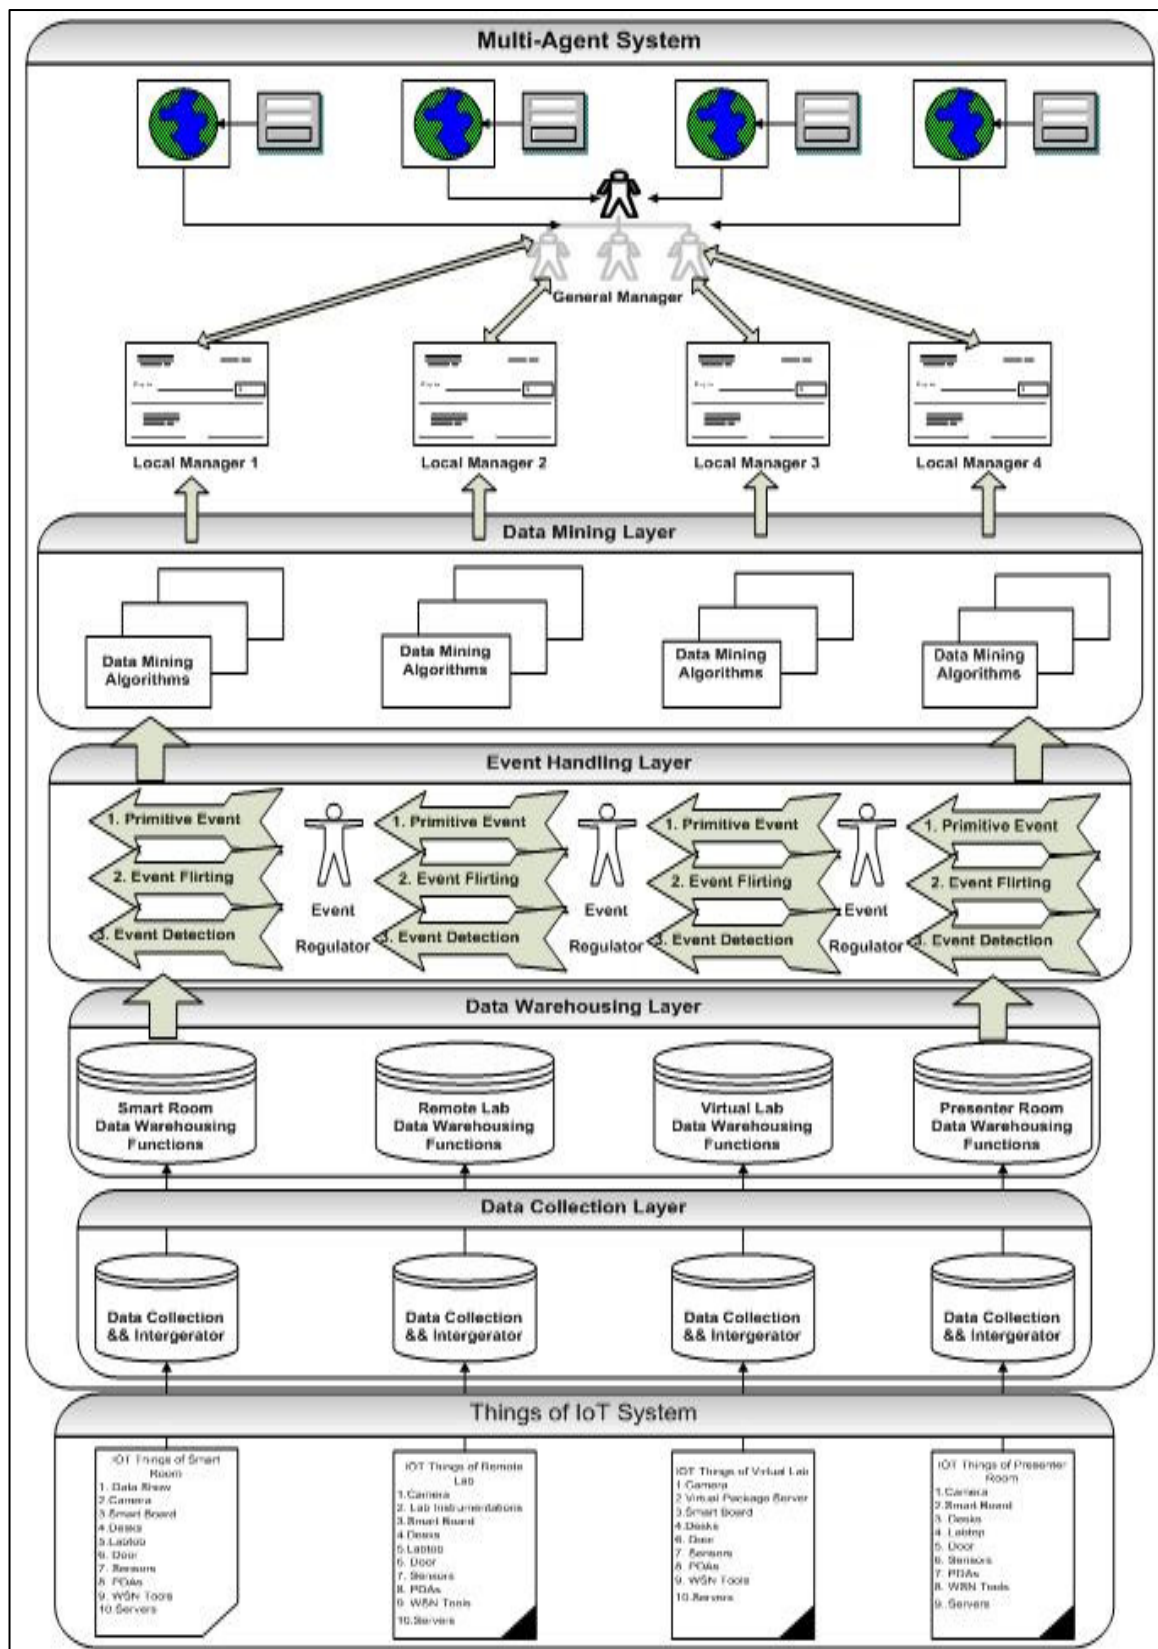 Multi-Agent System
General Manager
Local Manager 1
Local Manager 2
Local Manager 3
Local Manager 4
Data Mining Layer
Data Mining
Algorithms
Data Mining
Algorithms
Data Mining
Algorithms
Data Mining
Algorithms
Event Handling Layer
1. Primitive Event
2. Event Flirting
3. Event Detection
Event
Regulator
1. Primitive Event
2. Event Flirting
3. Event Detection
Event
Regulator
1. Primitive Event
2. Event Flirting
3. Event Detection
Event
Regulator
1. Primitive Event
2. Event Flirting
3. Event Detection
Data Warehousing Layer
Smart Room
Data Warehousing
Functions
Remote Lab
Data Warehousing
Functions
Virtual Lab
Data Warehousing
Functions
Presenter Room
Data Warehousing
Functions
Data Collection Layer
Data Collection
&& Intergerator
Data Collection
&& Intergerator
Data Collection
&& Intergerator
Data Collection
&& Intergerator
Things of IoT System
IOT Things of Smart
Room
1. Data Show
2.Camera
3.Smart Board
4.Desks
5.Labtop
6. Door
7. Sensors
8. PDAs
9. WSN Tools
10.Servers
IOT Things of Remote
Lab
1.Camera
2. Lab Instrumentations
3.Smart Board
4.Desks
5.Labtop
6. Door
7. Sensors
8. PDAs
9. WSN Tools
10.Servers
IOT Things of Virtual Lab
1.Camera
2.Virtual Package Server
3.Smart Board
4.Desks
6. Door
7. Sensors
8. PDAs
9. WSN Tools
10.Servers
IOT Things of Presenter
Room
1.Camera
2.Smart Board
3. Desks
4. Labtop
5. Door
6. Sensors
7. PDAs
8. WSN Tools
9. Servers